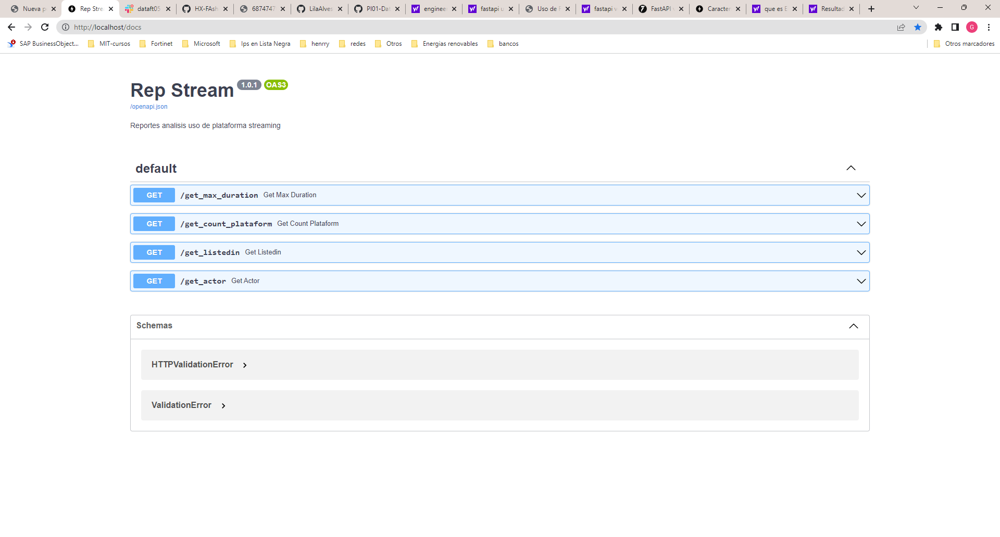 Nueva p
Rep Stre
dataft05
HX-FAsh
6874747
LilaAlves
PI01-Dat
engineer
fastapi u
Uso de F
fastapi v
FastAPI
Caracter
que es E
Resultad
http://localhost/docs
G
SAP BusinessObject...
MIT-cursos
Fortinet
Microsoft
Ips en Lista Negra
henrry
redes
Otros
Energias renovables
bancos
Otros marcadores
Rep Stream 1.0.1 OAS3
/openapi.json
Reportes analisis uso de plataforma streaming
default
GET /get_max_duration Get Max Duration
GET /get_count_plataform Get Count Plataform
GET /get_listedin Get Listedin
GET /get_actor Get Actor
Schemas
HTTPValidationError
ValidationError